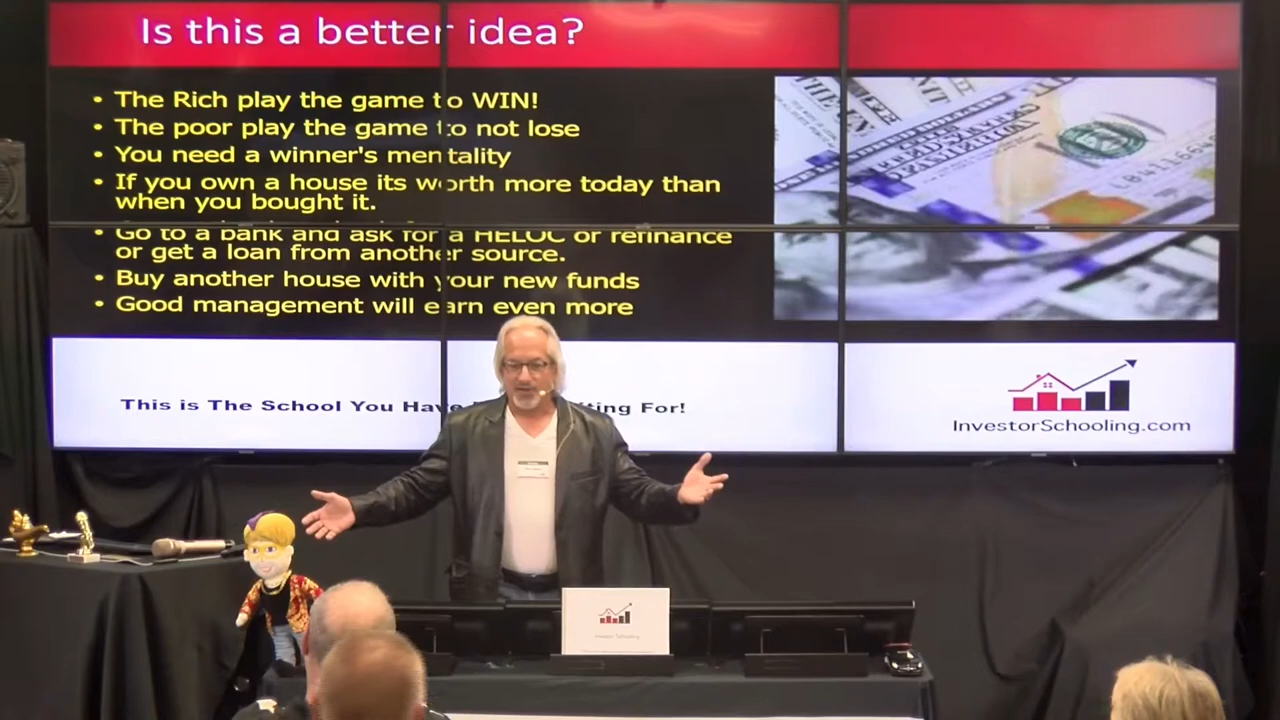 Is this a better idea?
• The Rich play the game to WIN!
• The poor play the game to not lose
• You need a winner's mentality
• If you own a house its worth more today than
when you bought it.
• Go to a bank and ask for a HELOC or refinance
or get a loan from another source.
• Buy another house with your new funds
• Good management will earn even more
This is The School You Have ting For!
InvestorSchooling.com
Investor Schooling